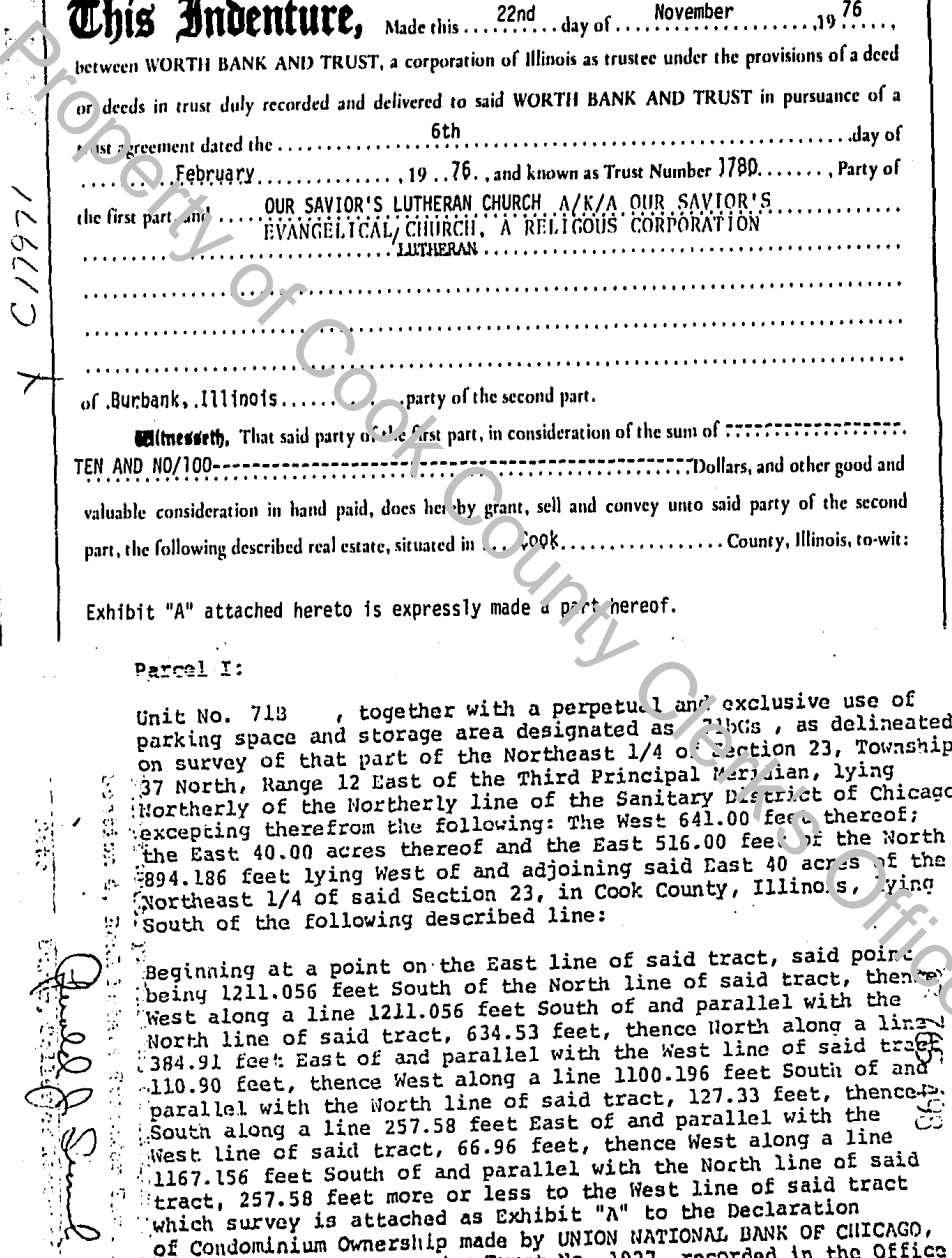 This Indenture, Made this .......... 22nd .......... day of .......... November .........., 19 76 .....,
between WORTH BANK AND TRUST, a corporation of Illinois as trustee under the provisions of a deed
or deeds in trust duly recorded and delivered to said WORTH BANK AND TRUST in pursuance of a
trust agreement dated the .......... 6th .......... day of
.......... February .........., 19 ..76. , and known as Trust Number 1780........, Party of
the first part, and ..... OUR SAVIOR'S LUTHERAN CHURCH A/K/A OUR SAVIOR'S
EVANGELICAL/ CHURCH, A RELIGOUS CORPORATION
LUTHERAN
of .Burbank, .Illinois.......... party of the second part.
Witnesseth, That said party of the first part, in consideration of the sum of
TEN AND NO/100---------- Dollars, and other good and
valuable consideration in hand paid, does hereby grant, sell and convey unto said party of the second
part, the following described real estate, situated in ... Cook.......... County, Illinois, to-wit:
Exhibit "A" attached hereto is expressly made a part hereof.
Parcel I:
Unit No. 71B , together with a perpetual and exclusive use of
parking space and storage area designated as , as delineated
on survey of that part of the Northeast 1/4 of Section 23, Township
37 North, Range 12 East of the Third Principal Meridian, lying
Northerly of the Northerly line of the Sanitary District of Chicago
excepting therefrom the following: The West 641.00 feet thereof;
the East 40.00 acres thereof and the East 516.00 feet of the North
894.186 feet lying West of and adjoining said East 40 acres of the
Northeast 1/4 of said Section 23, in Cook County, Illinois, lying
South of the following described line:
Beginning at a point on the East line of said tract, said point
being 1211.056 feet South of the North line of said tract, thence
West along a line 1211.056 feet South of and parallel with the
North line of said tract, 634.53 feet, thence North along a line
384.91 feet East of and parallel with the West line of said tract
110.90 feet, thence West along a line 1100.196 feet South of and
parallel with the North line of said tract, 127.33 feet, thence
South along a line 257.58 feet East of and parallel with the
West line of said tract, 66.96 feet, thence West along a line
1167.156 feet South of and parallel with the North line of said
tract, 257.58 feet more or less to the West line of said tract
which survey is attached as Exhibit "A" to the Declaration
of Condominium Ownership made by UNION NATIONAL BANK OF CHICAGO,
Trust No. 1927, recorded in the Office
Property of Cook County Clerk's Office
C17971